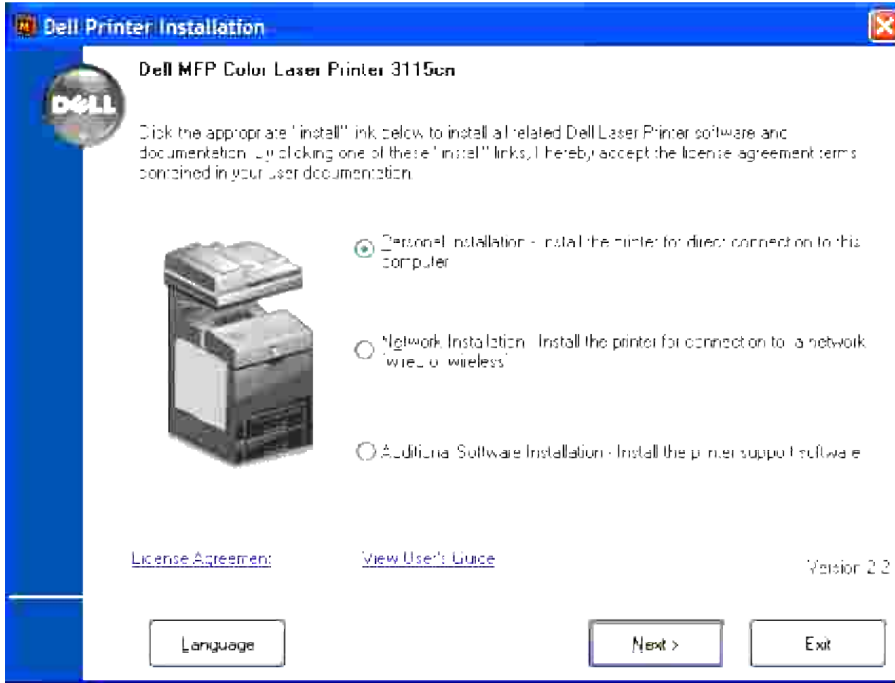 Dell Printer Installation
Dell MFP Color Laser Printer 3115cn
DELL
Click the appropriate "install" link below to install all related Dell Laser Printer software and
documentation. By clicking one of these "install" links, I hereby accept the license agreement terms
contained in your user documentation.
Personal Installation - Install the printer for direct connection to this
computer
Network Installation - Install the printer for connection to a network
(wired or wireless)
Additional Software Installation - Install the printer support software
License Agreement
View User's Guide
Version 2.2
Language
Next >
Exit